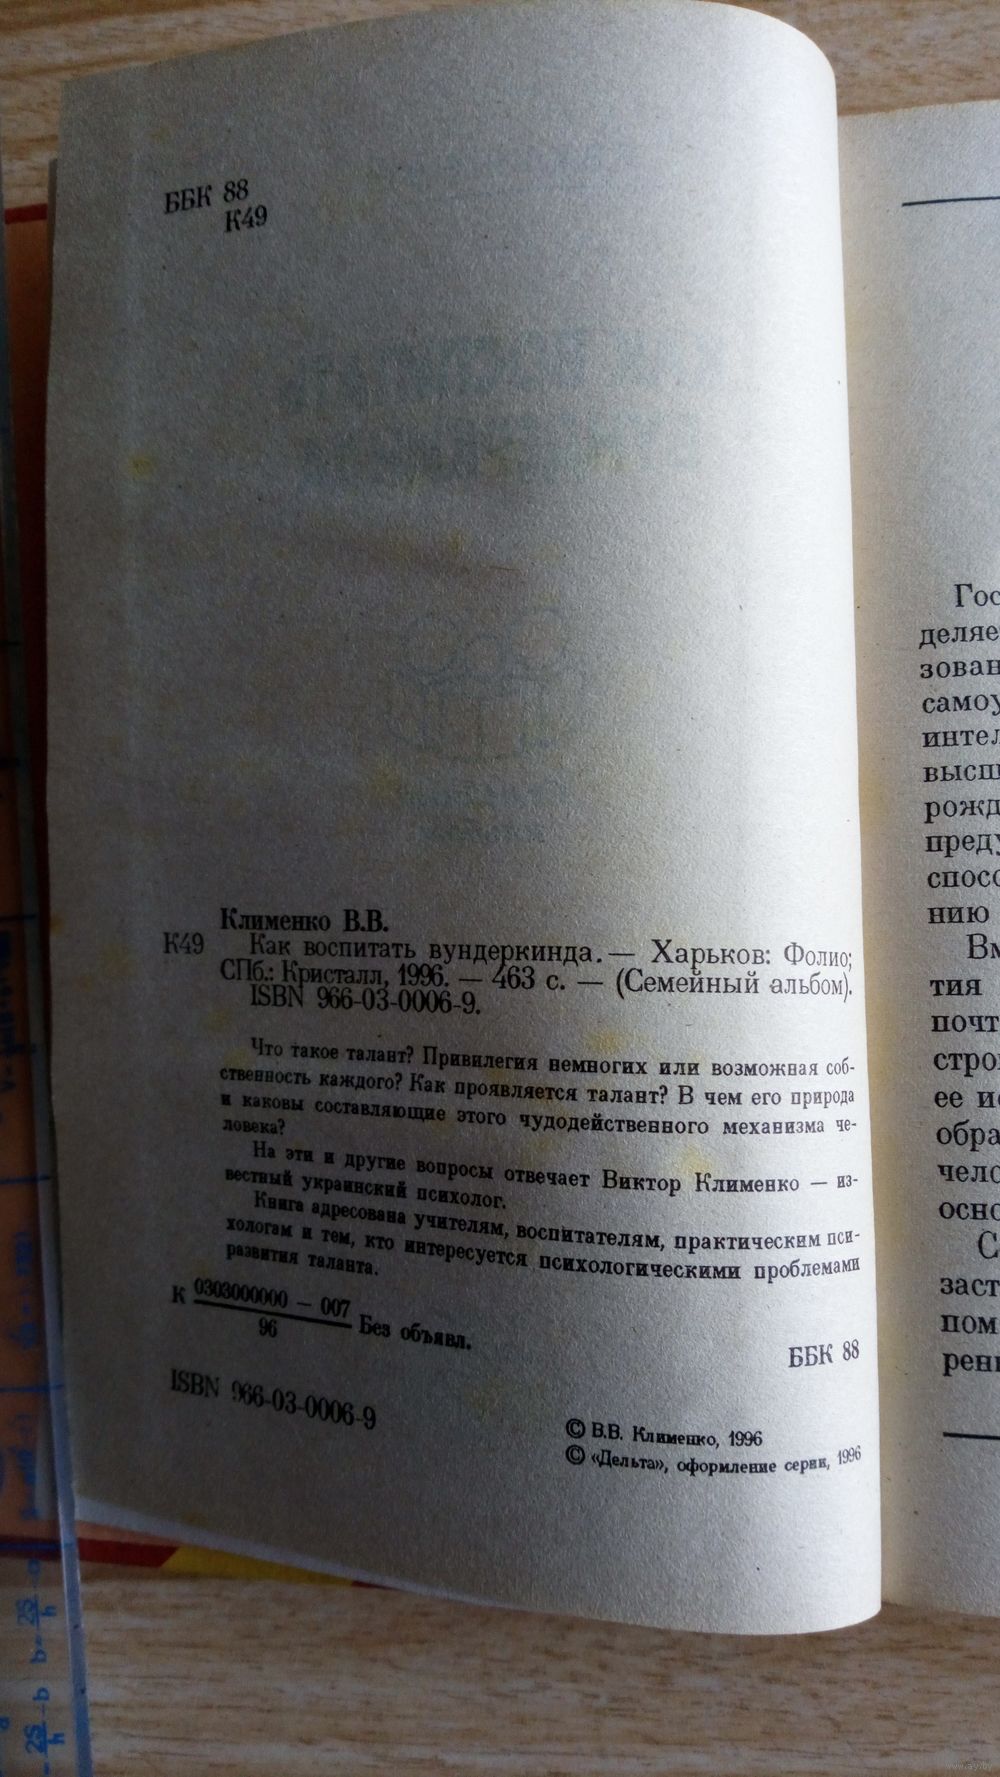 ББК 88
К49
Клименко В.В.
К49 Как воспитать вундеркинда. — Харьков: Фолио;
СПб.: Кристалл, 1996. — 463 с. — (Семейный альбом).
ISBN 966-03-0006-9.
Что такое талант? Привилегия немногих или возможная соб-
ственность каждого? Как проявляется талант? В чем его природа
и каковы составляющие этого чудодейственного механизма че-
ловека?
На эти и другие вопросы отвечает Виктор Клименко — из-
вестный украинский психолог.
Книга адресована учителям, воспитателям, практическим пси-
хологам и тем, кто интересуется психологическими проблемами
развития таланта.
К 0303000000 — 007
96
Без объявл.
ББК 88
ISBN 966-03-0006-9
© В.В. Клименко, 1996
© «Дельта», оформление серии, 1996
Гос
деляе
зован
самоу
интел
высш
рожд
преду
спосо
нию
Вм
тия
почт
строй
ее ис
обра
чело
осно
С
заст
пом
рени